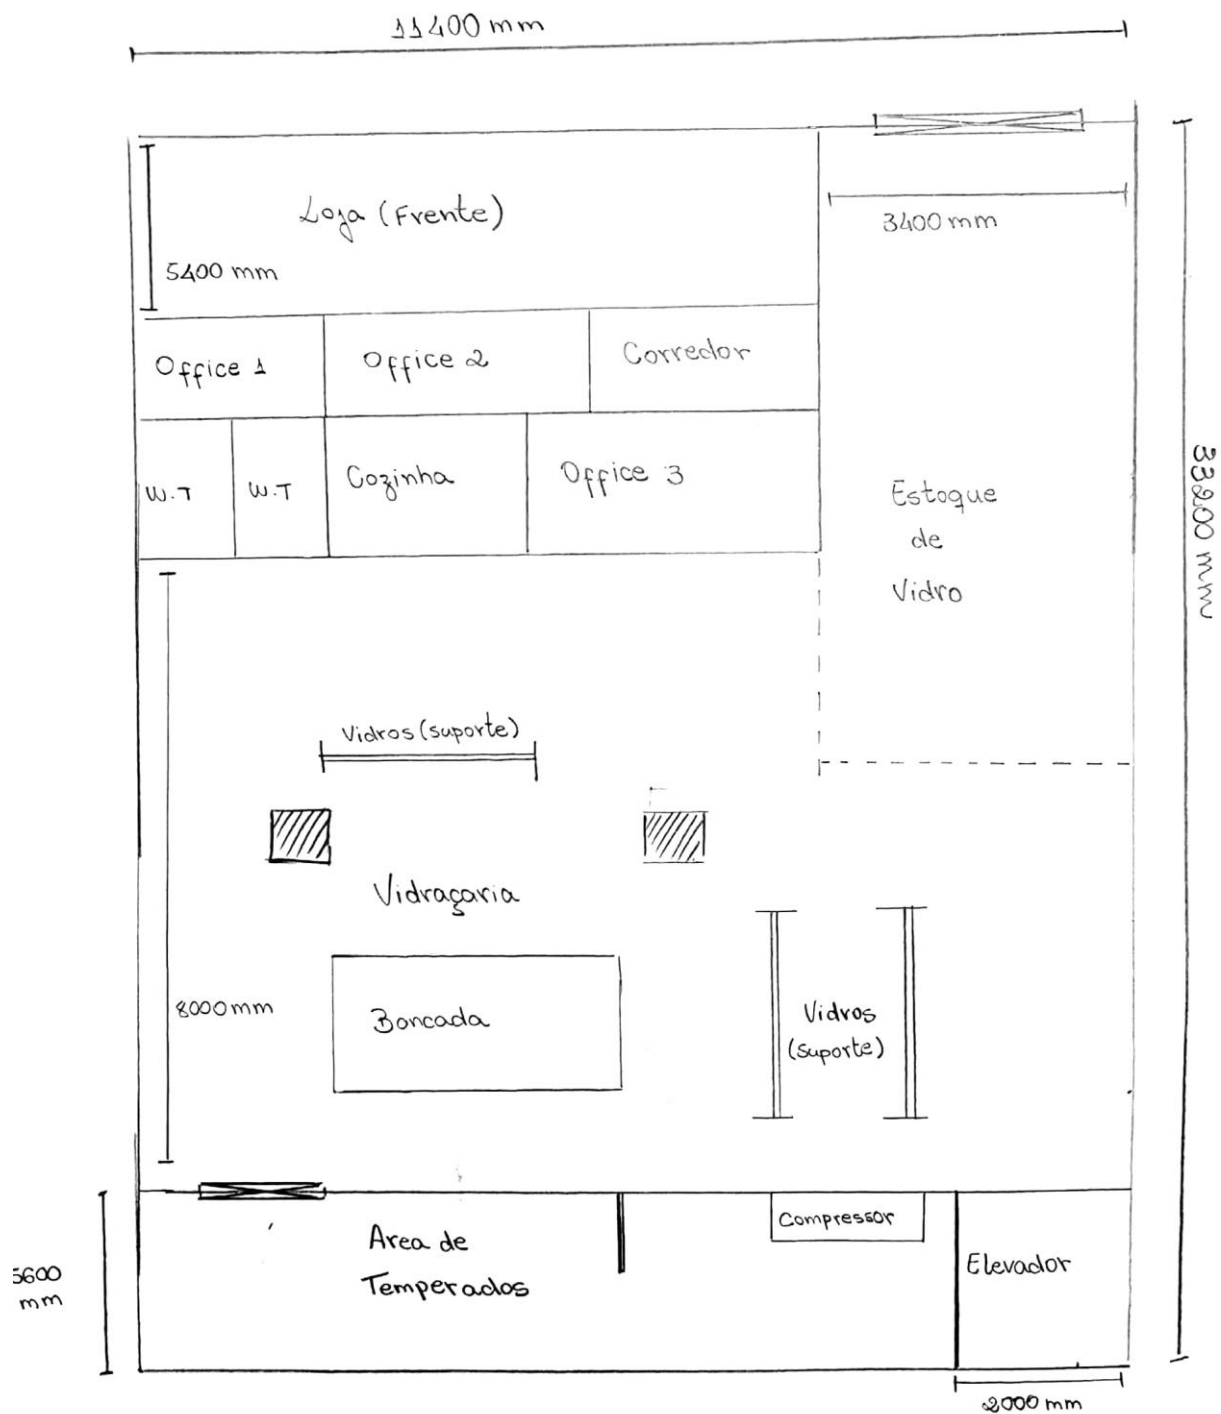 11400 mm
Loja (Frente)
3400 mm
5400 mm
Office 1
Office 2
Corredor
W.T
W.T
Cozinha
Office 3
Estoque
de
Vidro
33200 mm
Vidros (suporte)
Vidraçaria
8000 mm
Boncada
Vidros
(suporte)
Compressor
Area de
Temperados
Elevador
5600
mm
2000 mm